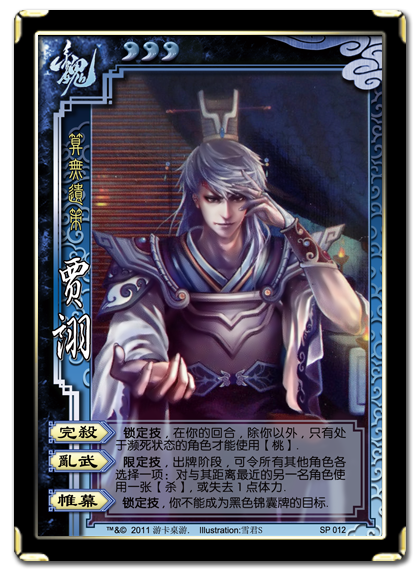 魏
算無遺策
賈詡
完殺
锁定技，在你的回合，除你以外，只有处
于濒死状态的角色才能使用【桃】.
亂武
限定技，出牌阶段，可令所有其他角色各
选择一项：对与其距离最近的另一名角色使
用一张【杀】，或失去1点体力.
帷幕
锁定技，你不能成为黑色锦囊牌的目标.
™&© 2011 游卡桌游. Illustration:雪君S SP 012